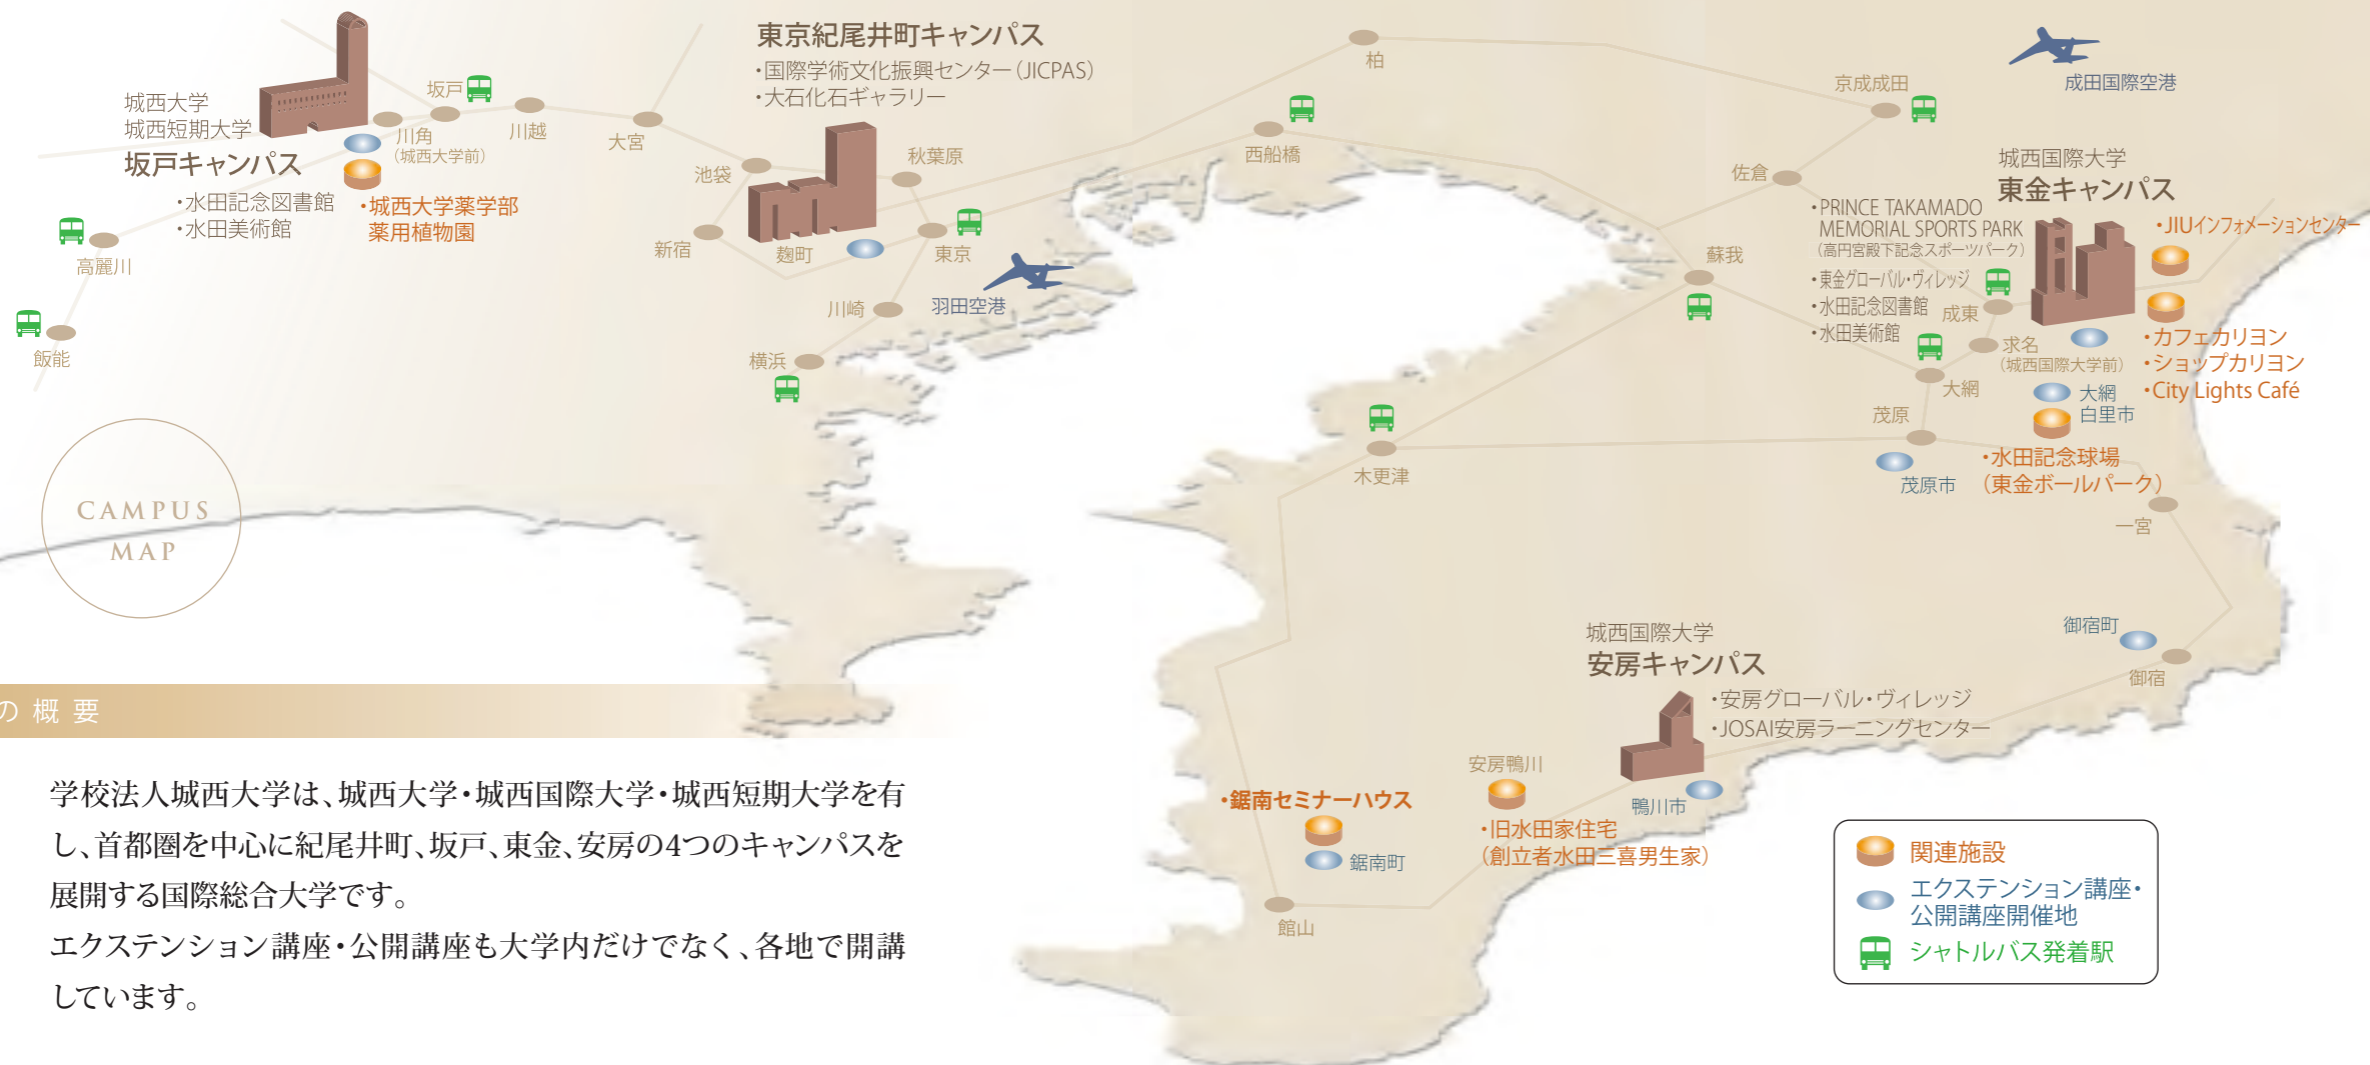 東京紀尾井町キャンパス
・国際学術文化振興センター（JICPAS）
・大石化石ギャラリー
城西大学
城西短期大学
坂戸キャンパス
・水田記念図書館
・水田美術館
・城西大学薬学部
薬用植物園
坂戸
川角
（城西大学前）
川越
大宮
池袋
秋葉原
新宿
麹町
東京
川崎
羽田空港
横浜
高麗川
飯能
柏
西船橋
京成成田
成田国際空港
佐倉
蘇我
城西国際大学
東金キャンパス
・PRINCE TAKAMADO
MEMORIAL SPORTS PARK
（高円宮殿下記念スポーツパーク）
・東金グローバル・ヴィレッジ
・水田記念図書館
・水田美術館
・JIUインフォメーションセンター
・カフェカリヨン
・ショップカリヨン
・City Lights Café
成東
求名
（城西国際大学前）
大網
大網
白里市
茂原
茂原市
・水田記念球場
（東金ボールパーク）
一宮
木更津
御宿町
御宿
城西国際大学
安房キャンパス
・安房グローバル・ヴィレッジ
・JOSAI安房ラーニングセンター
安房鴨川
鴨川市
・旧水田家住宅
（創立者水田三喜男生家）
・鋸南セミナーハウス
鋸南町
館山
CAMPUS
MAP
の概要
学校法人城西大学は、城西大学・城西国際大学・城西短期大学を有
し、首都圏を中心に紀尾井町、坂戸、東金、安房の4つのキャンパスを
展開する国際総合大学です。
エクステンション講座・公開講座も大学内だけでなく、各地で開講
しています。
関連施設
エクステンション講座・
公開講座開催地
シャトルバス発着駅